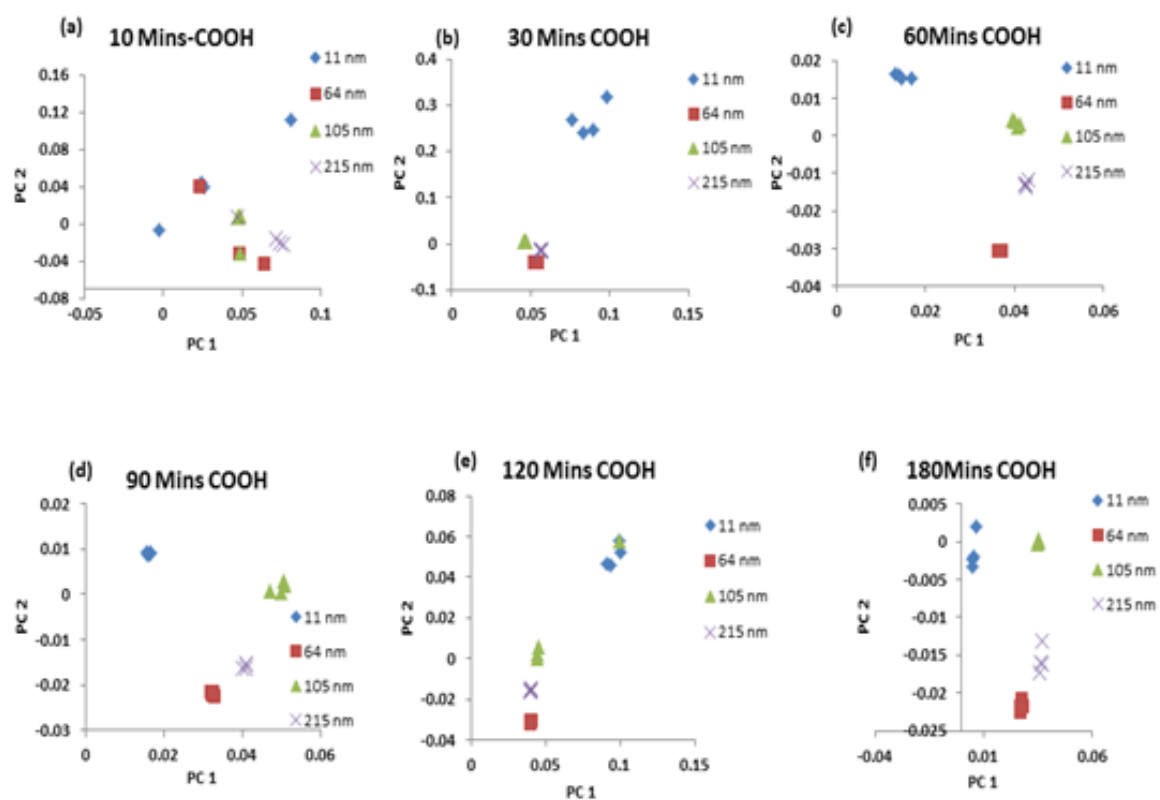 (a)
10 Mins-COOH
11 nm
64 nm
105 nm
215 nm
0.16
0.12
0.08
0.04
0
-0.04
-0.08
PC 2
-0.05
0
0.05
0.1
PC 1
(b)
30 Mins COOH
11 nm
64 nm
105 nm
215 nm
0.4
0.3
0.2
0.1
0
-0.1
PC 2
0
0.05
0.1
0.15
PC 1
(c)
60Mins COOH
11 nm
64 nm
105 nm
215 nm
0.02
0.01
0
-0.01
-0.02
-0.03
-0.04
PC 2
0
0.02
0.04
0.06
PC 1
(d)
90 Mins COOH
11 nm
64 nm
105 nm
215 nm
0.02
0.01
0
-0.01
-0.02
-0.03
PC 2
0
0.02
0.04
0.06
PC 1
(e)
120 Mins COOH
11 nm
64 nm
105 nm
215 nm
0.08
0.06
0.04
0.02
0
-0.02
-0.04
PC 2
0
0.05
0.1
0.15
PC 1
(f)
180Mins COOH
11 nm
64 nm
105 nm
215 nm
0.005
0
-0.005
-0.01
-0.015
-0.02
-0.025
PC 2
-0.04
0.01
0.06
PC 1